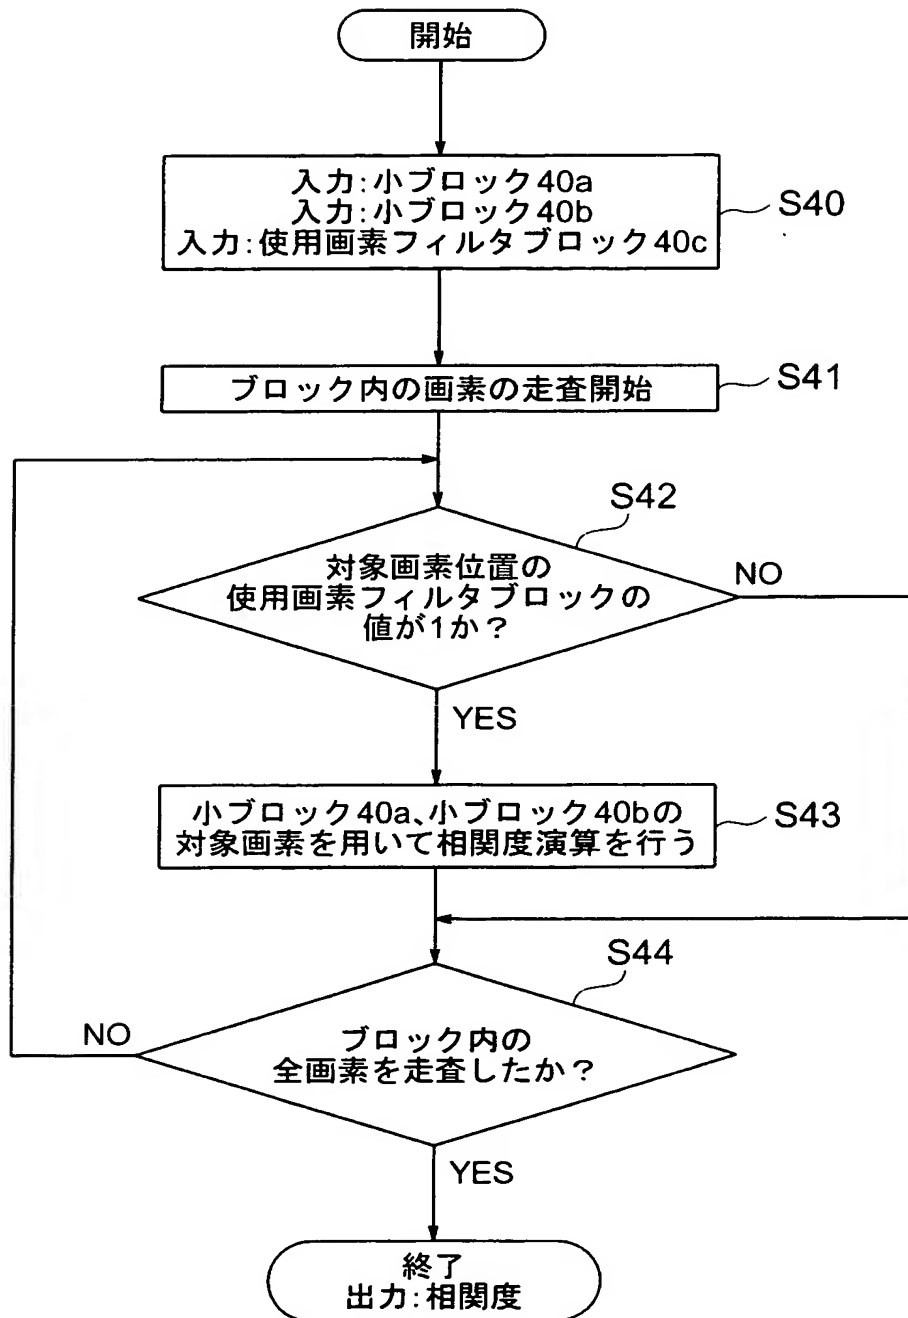 開始
入力:小ブロック40a
入力:小ブロック40b
入力:使用画素フィルタブロック40c
S40
ブロック内の画素の走査開始
S41
S42
対象画素位置の
使用画素フィルタブロックの
値が1か?
NO
YES
小ブロック40a、小ブロック40bの
対象画素を用いて相関度演算を行う
S43
S44
NO
ブロック内の
全画素を走査したか?
YES
終了
出力:相関度